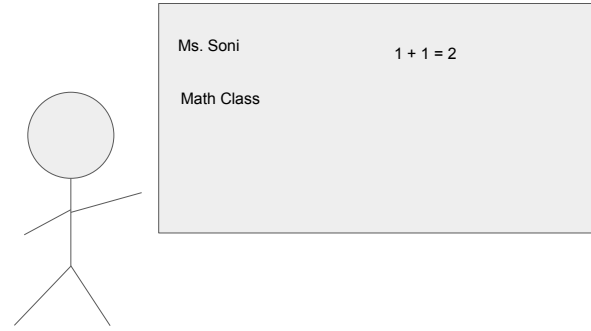 Ms. Soni
1 + 1 = 2
Math Class